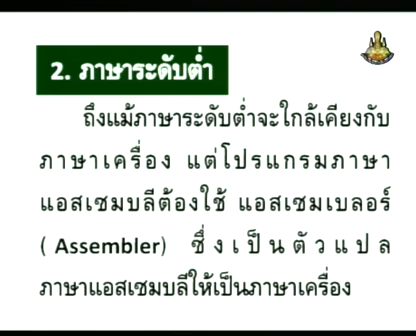 2. ภาษาระดับต่ำ
ถึงแม้ภาษาระดับต่ำจะใกล้เคียงกับ
ภาษาเครื่อง แต่โปรแกรมภาษา
แอสเซมบลีต้องใช้ แอสเซมเบลอร์
( Assembler) ซึ่งเป็นตัวแปล
ภาษาแอสเซมบลีให้เป็นภาษาเครื่อง